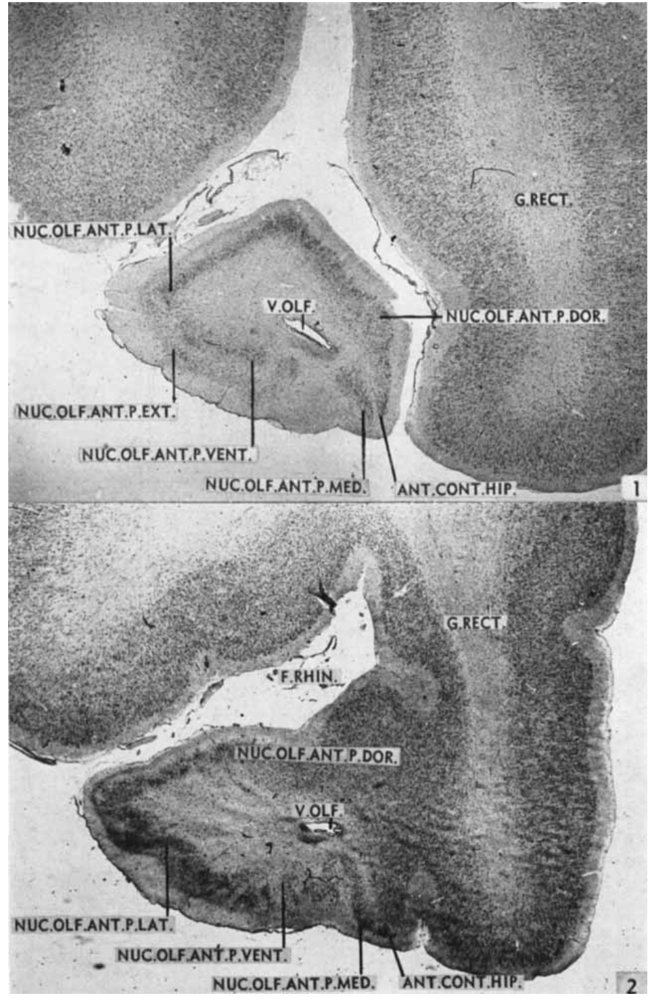 G.RECT.
NUC.OLF.ANT.P.LAT.
V.OLF.
NUC.OLF.ANT.P.DOR.
NUC.OLF.ANT.P.EXT.
NUC.OLF.ANT.P.VENT.
NUC.OLF.ANT.P.MED.
ANT.CONT.HIP.
1
G.RECT.
F.RHIN.
NUC.OLF.ANT.P.DOR.
V.OLF.
NUC.OLF.ANT.P.LAT.
NUC.OLF.ANT.P.VENT.
NUC.OLF.ANT.P.MED.
ANT.CONT.HIP.
2